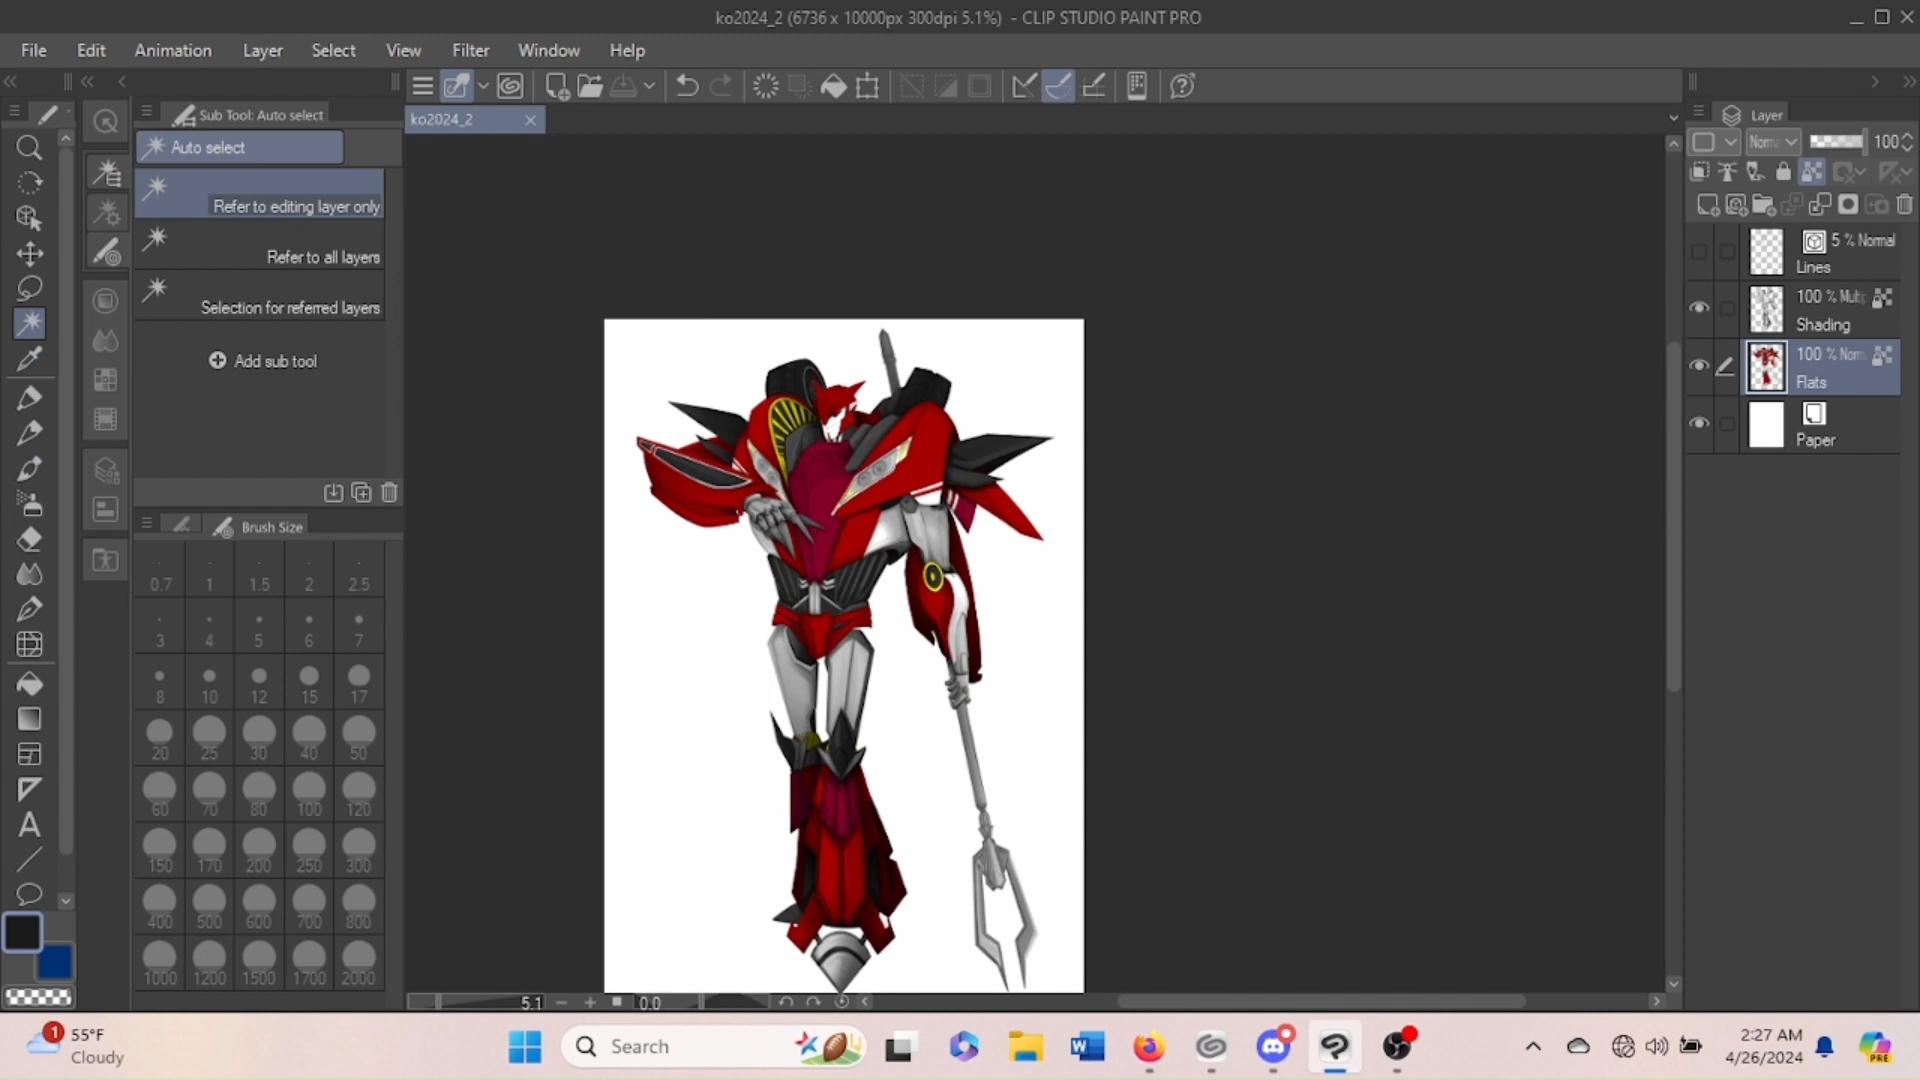 ko2024_2 (6736 x 10000px 300dpi 5.1%) - CLIP STUDIO PAINT PRO
File Edit Animation Layer Select View Filter Window Help
Sub Tool: Auto select
ko2024_2
Layer
Auto select
Norm 100
Refer to editing layer only
Refer to all layers
Selection for referred layers
Add sub tool
5 % Normal
Lines
100 % Multi
Shading
100 % Norm
Flats
Paper
Brush Size
0.7 1 1.5 2 2.5
3 4 5 6 7
8 10 12 15 17
20 25 30 40 50
60 70 80 100 120
150 170 200 250 300
400 500 600 700 800
1000 1200 1500 1700 2000
A
5.1 0.0
1
55°F
Cloudy
Search
W
2:27 AM
4/26/2024
PRE